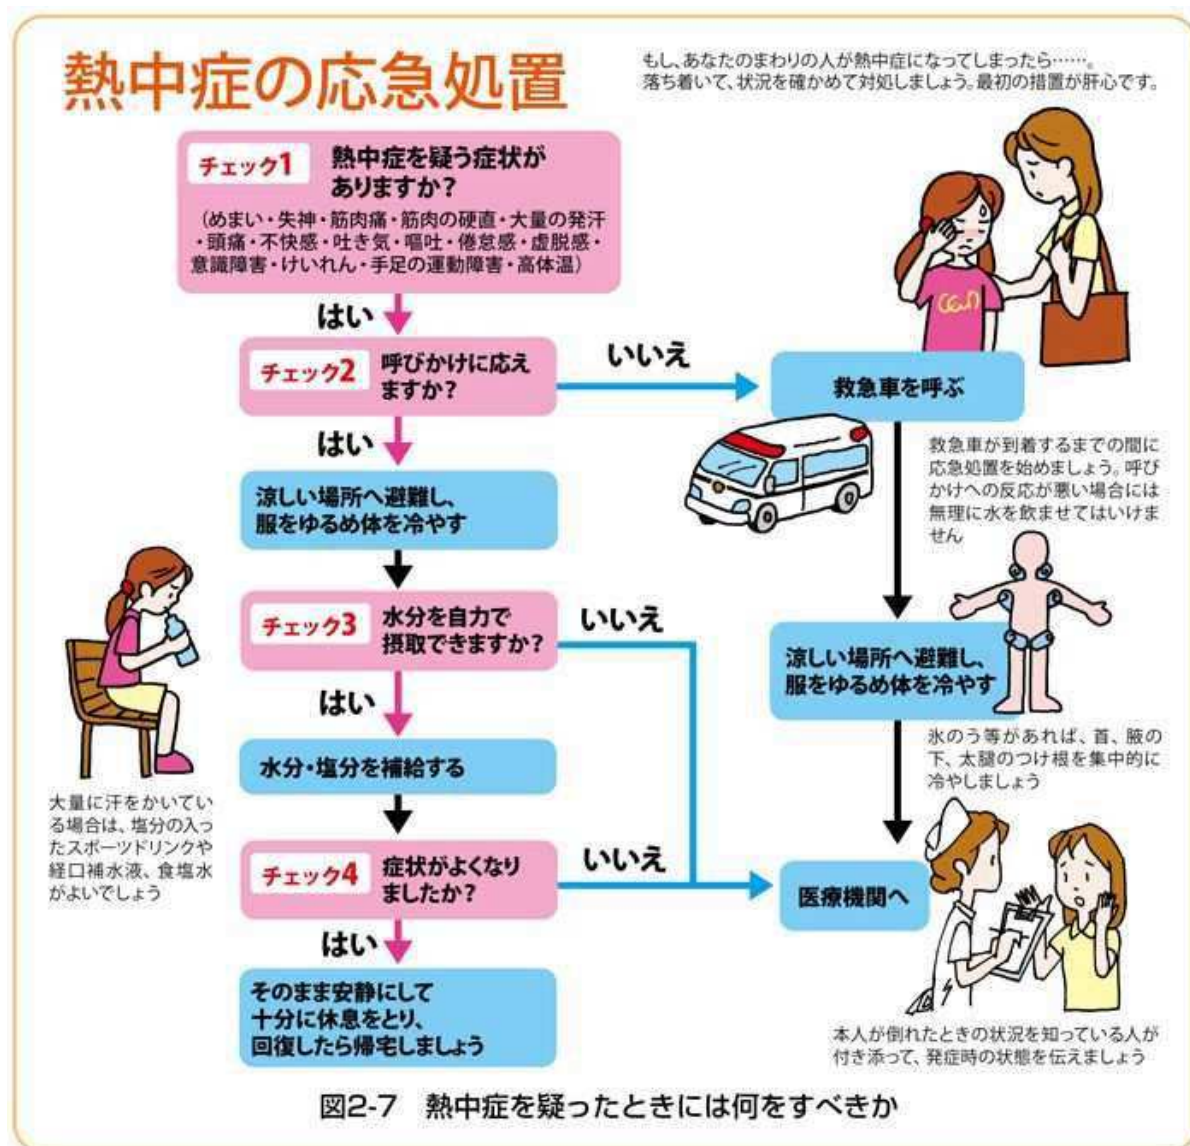 熱中症の応急処置
もし、あなたのまわりの人が熱中症になってしまったら……。
落ち着いて、状況を確かめて対処しましょう。最初の措置が肝心です。
チェック1
熱中症を疑う症状が
ありますか？
（めまい・失神・筋肉痛・筋肉の硬直・大量の発汗
・頭痛・不快感・吐き気・嘔吐・倦怠感・虚脱感・
意識障害・けいれん・手足の運動障害・高体温）
はい
チェック2
呼びかけに応え
ますか？
いいえ
救急車を呼ぶ
救急車が到着するまでの間に
応急処置を始めましょう。呼び
かけへの反応が悪い場合には
無理に水を飲ませてはいけま
せん
はい
涼しい場所へ避難し、
服をゆるめ体を冷やす
チェック3
水分を自力で
摂取できますか？
いいえ
涼しい場所へ避難し、
服をゆるめ体を冷やす
氷のう等があれば、首、腋の
下、太腿のつけ根を集中的に
冷やしましょう
はい
水分・塩分を補給する
大量に汗をかいてい
る場合は、塩分の入っ
たスポーツドリンクや
経口補水液、食塩水
がよいでしょう
チェック4
症状がよくなり
ましたか？
いいえ
医療機関へ
本人が倒れたときの状況を知っている人が
付き添って、発症時の状態を伝えましょう
はい
そのまま安静にして
十分に休息をとり、
回復したら帰宅しましょう
図2-7　熱中症を疑ったときには何をすべきか